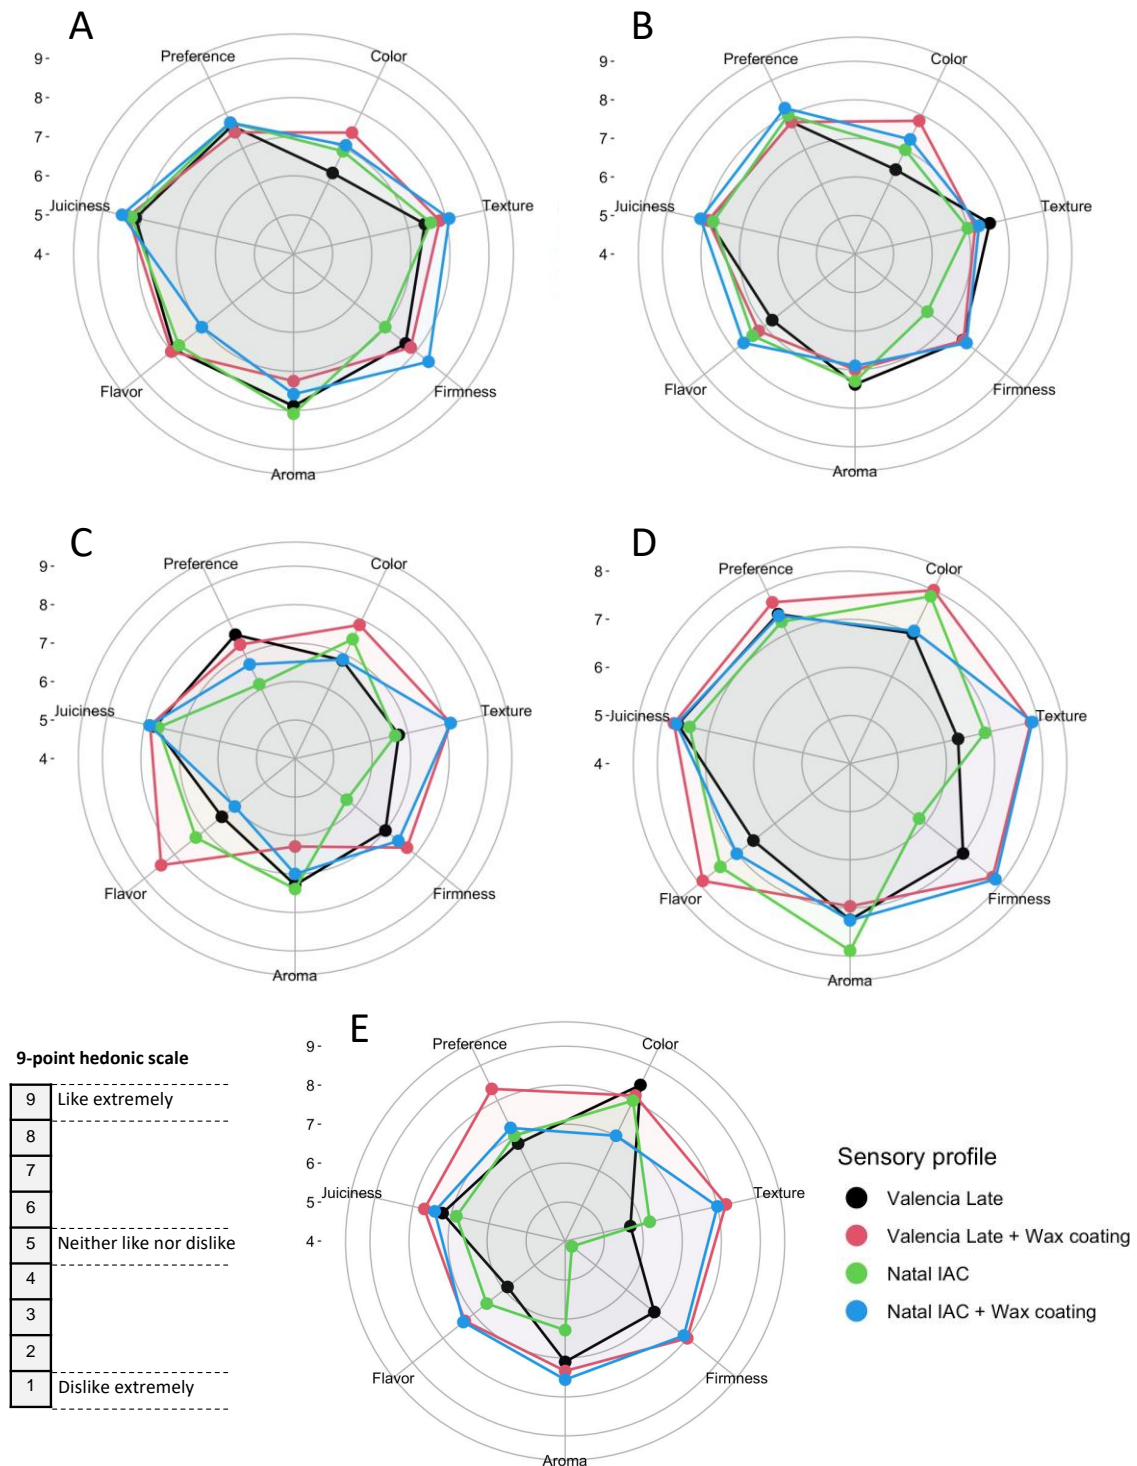 A
Preference
Color
9-
8-
7-
6-
5-
4-
Juiciness
Texture
Flavor
Firmness
Aroma
B
Preference
Color
9-
8-
7-
6-
5-
4-
Juiciness
Texture
Flavor
Firmness
Aroma
C
Preference
Color
9-
8-
7-
6-
5-
4-
Juiciness
Texture
Flavor
Firmness
Aroma
D
Preference
Color
8-
7-
6-
5-
4-
Juiciness
Texture
Flavor
Firmness
Aroma
9-point hedonic scale
9 Like extremely
8
7
6
5 Neither like nor dislike
4
3
2
1 Dislike extremely
E
Preference
Color
9-
8-
7-
6-
5-
4-
Juiciness
Texture
Flavor
Firmness
Aroma
Sensory profile
Valencia Late
Valencia Late + Wax coating
Natal IAC
Natal IAC + Wax coating